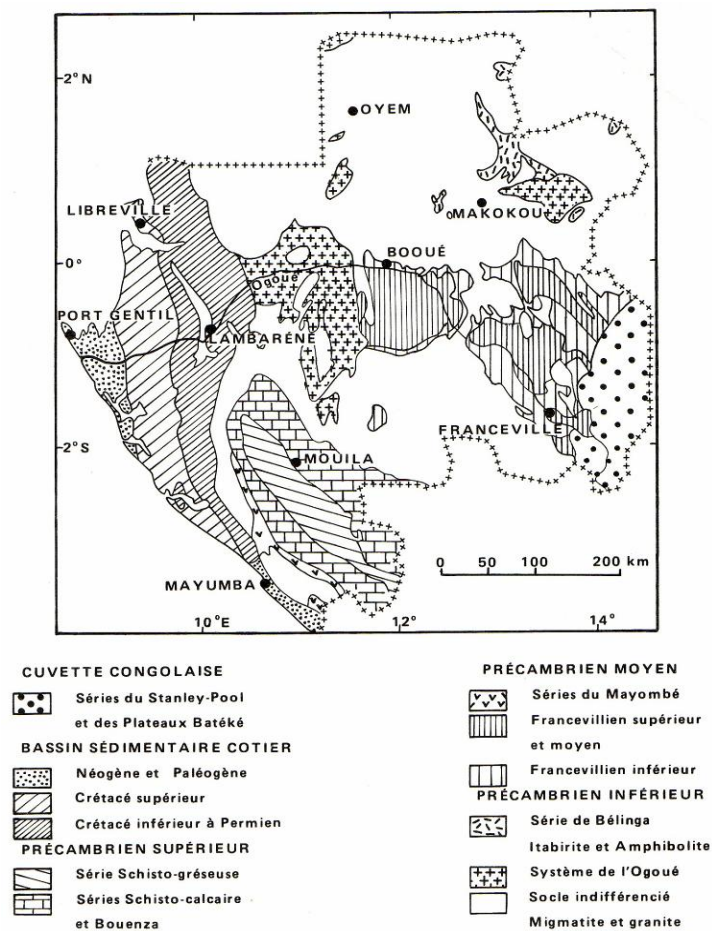 2°N
OYEM
MAKOKOU
LIBREVILLE
0°
BOOUÉ
Ogoué
PORT GENTIL
LAMBARÉNÉ
FRANCEVILLE
2°S
MOUILA
0 50 100 200 km
MAYUMBA
10°E 1,2° 1,4°
CUVETTE CONGOLAISE
Séries du Stanley-Pool
et des Plateaux Batéké
BASSIN SÉDIMENTAIRE COTIER
Néogène et Paléogène
Crétacé supérieur
Crétacé inférieur à Permien
PRÉCAMBRIEN SUPÉRIEUR
Série Schisto-gréseuse
Séries Schisto-calcaire
et Bouenza
PRÉCAMBRIEN MOYEN
Séries du Mayombé
Francevillien supérieur
et moyen
Francevillien inférieur
PRÉCAMBRIEN INFÉRIEUR
Série de Bélinga
Itabirite et Amphibolite
Système de l'Ogoué
Socle indifférencié
Migmatite et granite